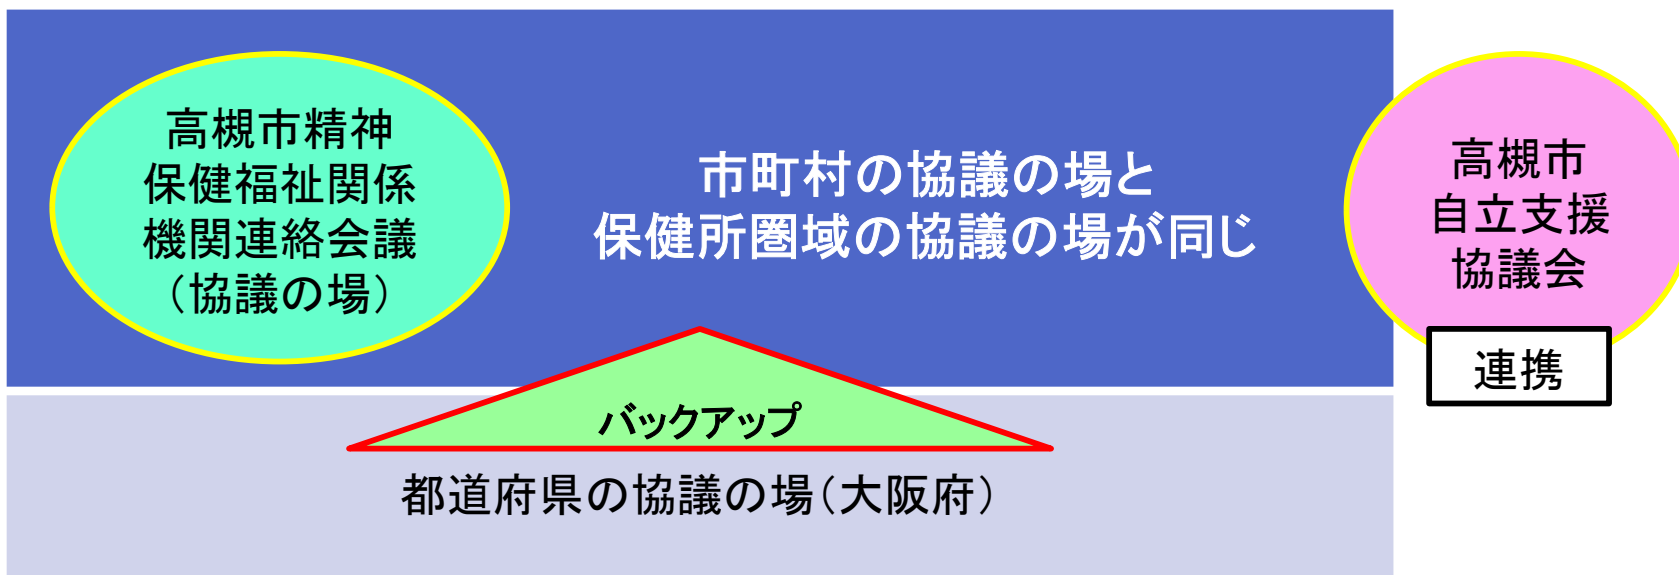 高槻市精神
保健福祉関係
機関連絡会議
（協議の場）
市町村の協議の場と
保健所圏域の協議の場が同じ
高槻市
自立支援
協議会
連携
バックアップ
都道府県の協議の場（大阪府）